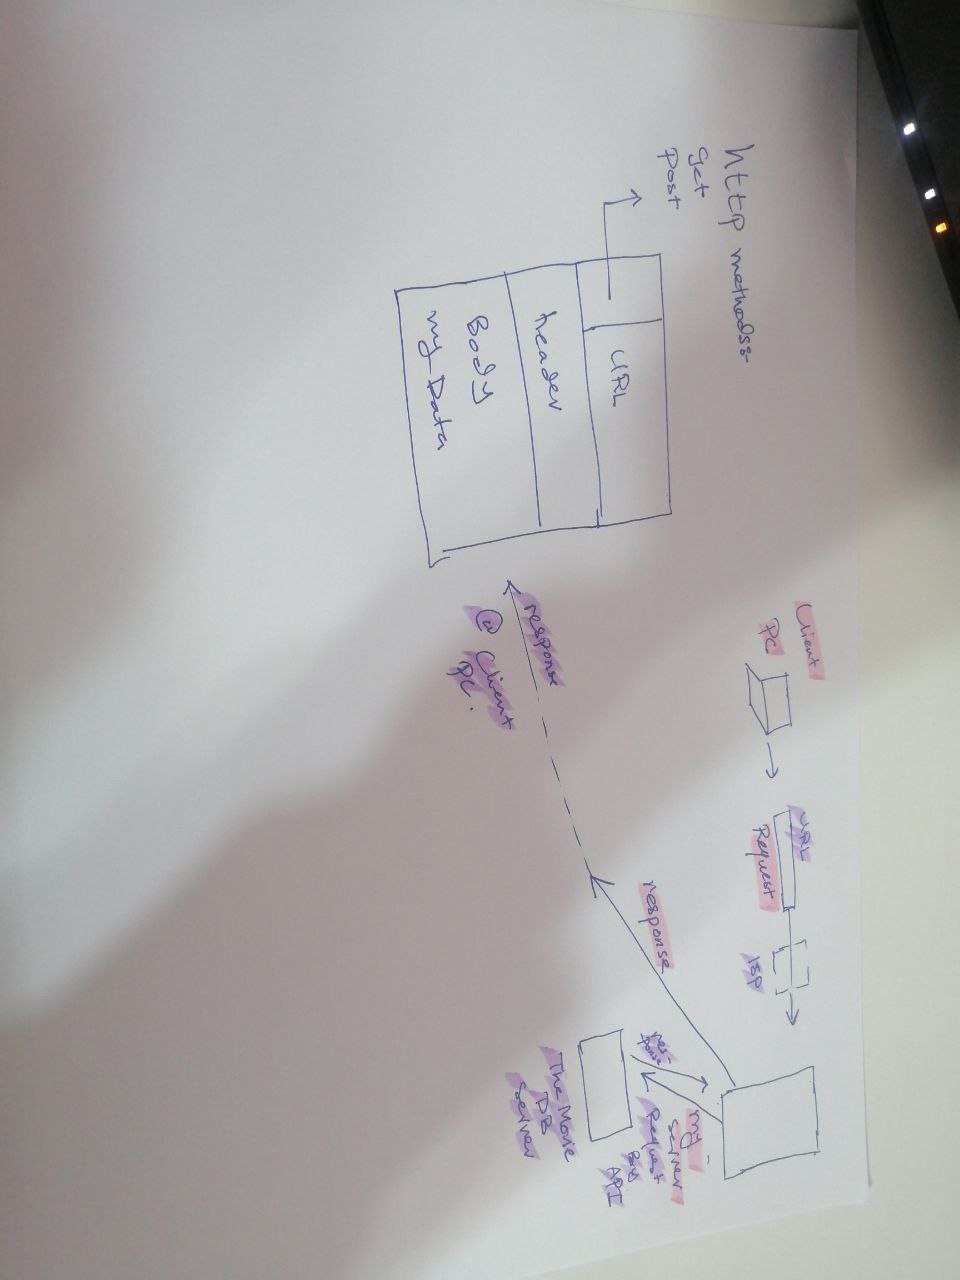 http methods:-
get
Post
URL
header
Body
my Data
Client
PC
URL
Request
ISP
my
server
response
res-
ponse
Request
By
API
The Movie
DB
Server
response
@ Client
PC.